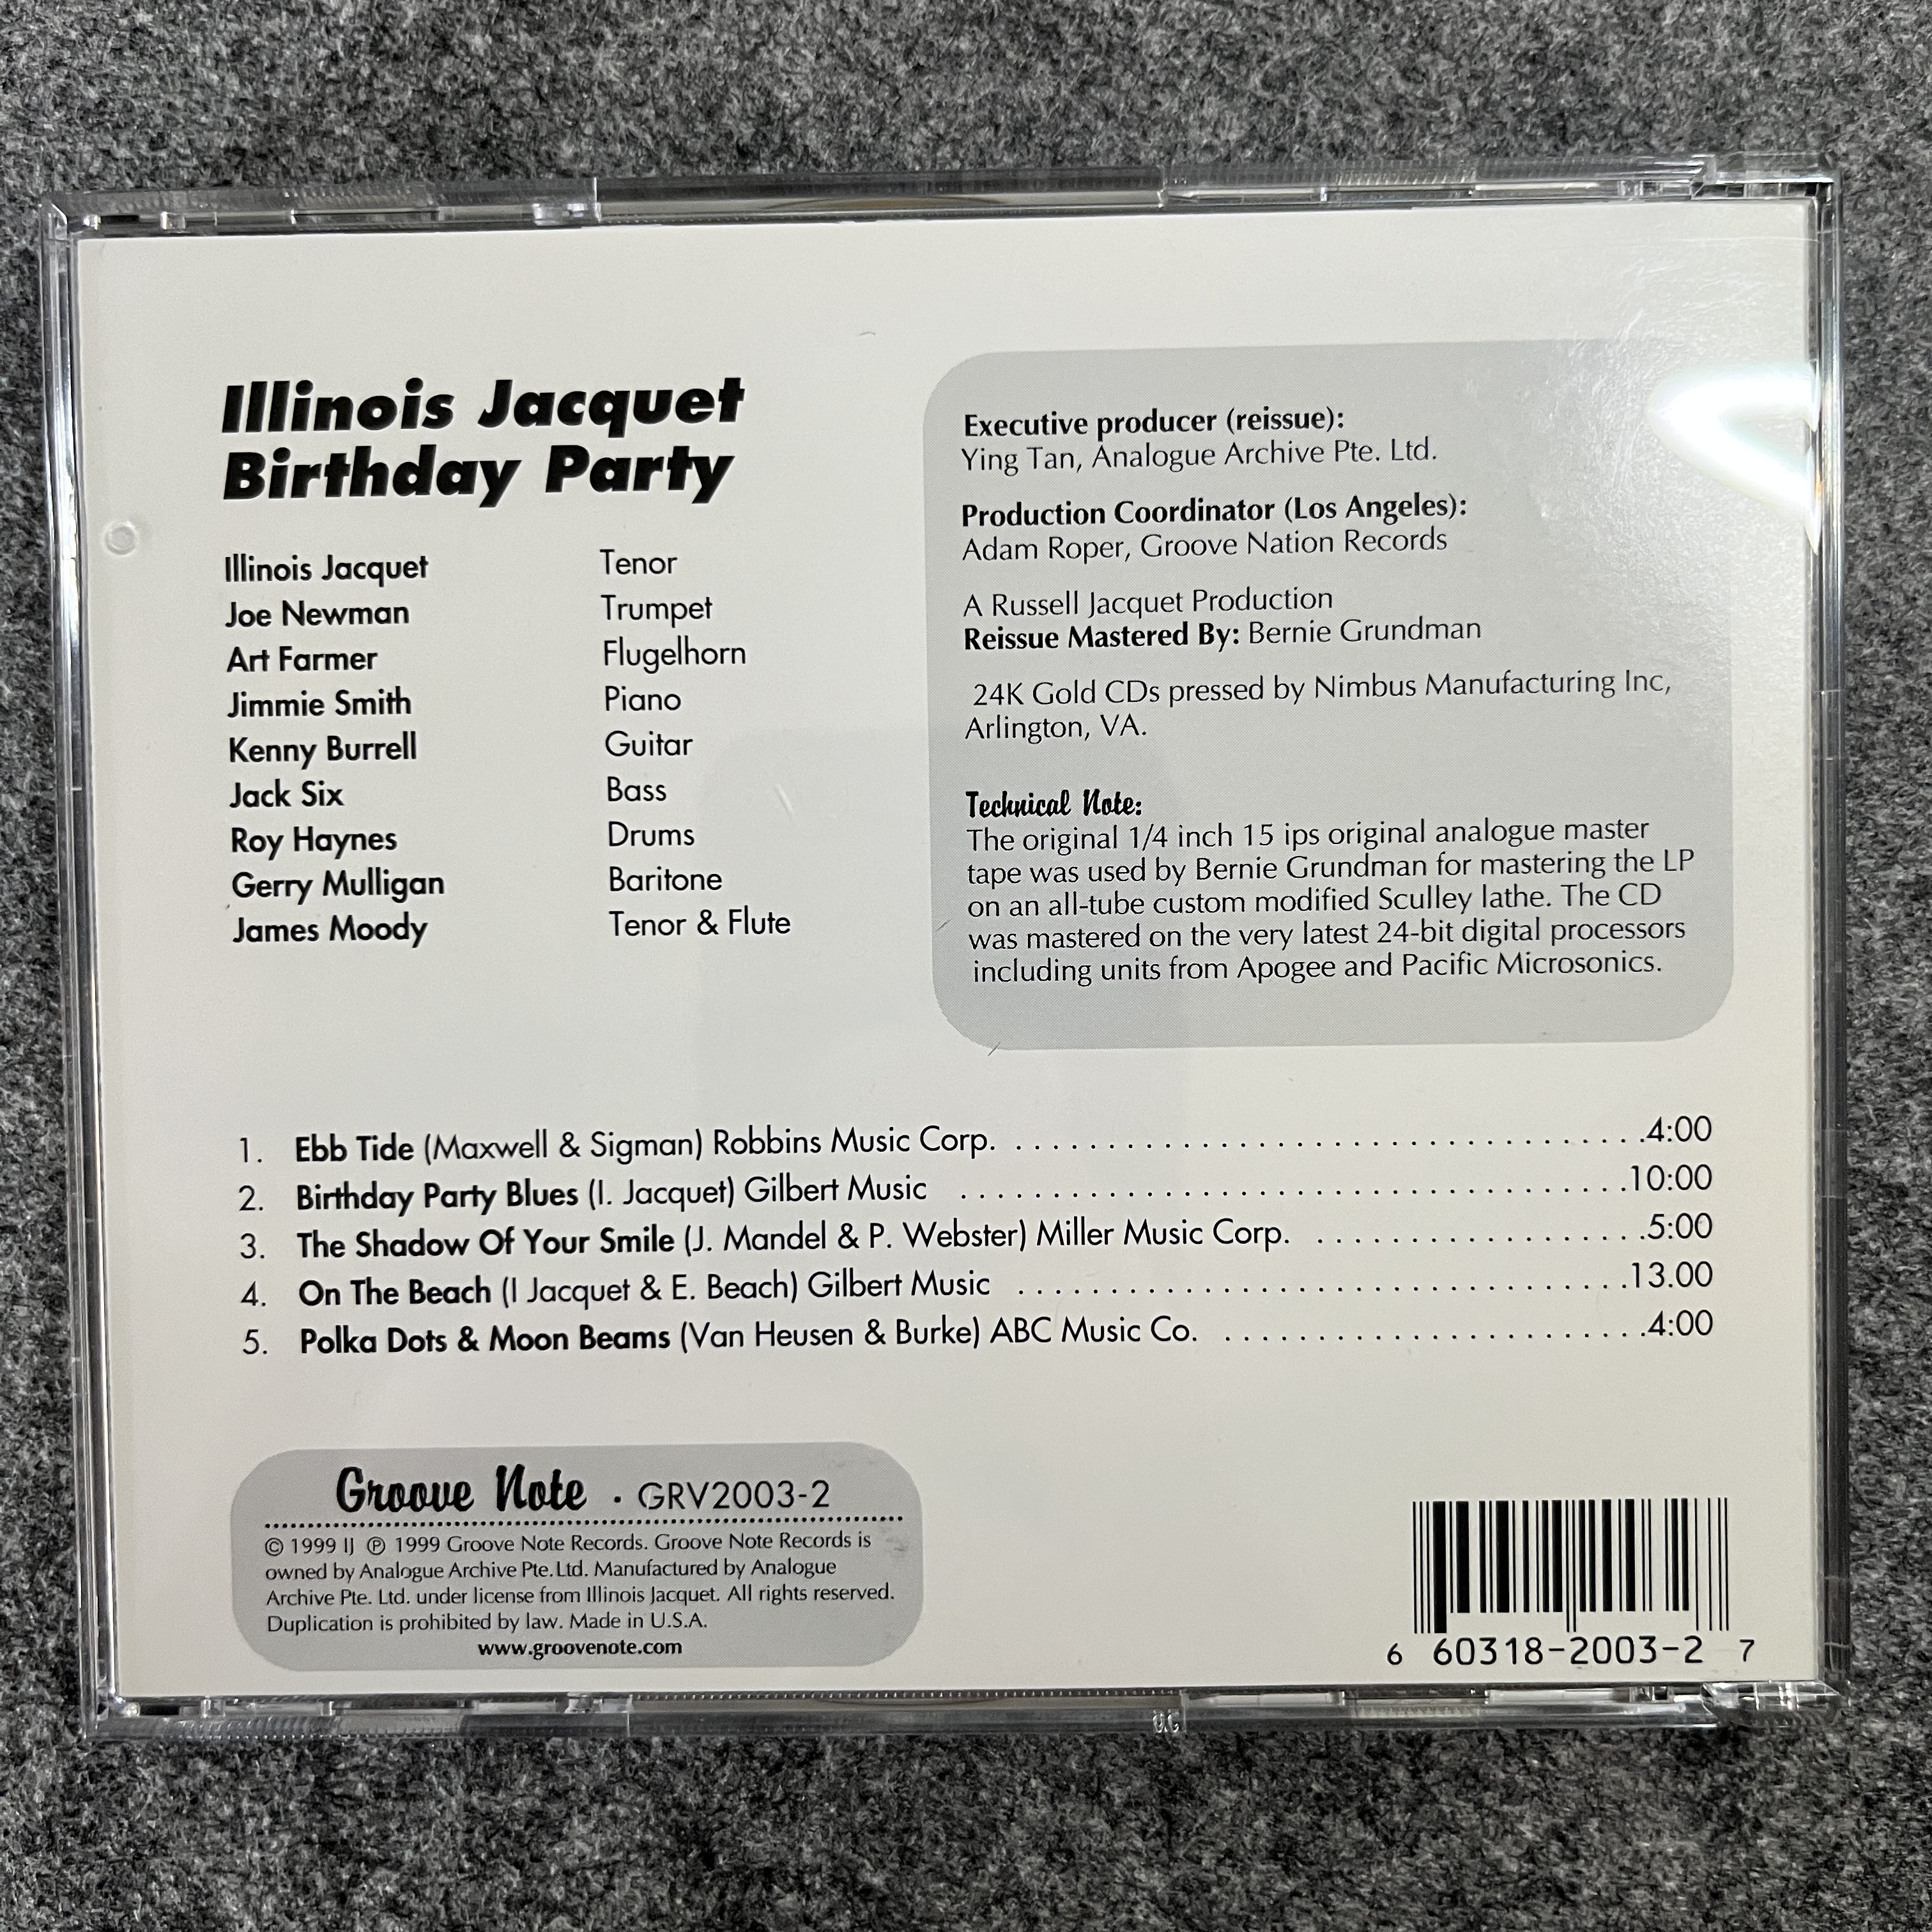 Illinois Jacquet
Birthday Party
Illinois Jacquet Tenor
Joe Newman Trumpet
Art Farmer Flugelhorn
Jimmie Smith Piano
Kenny Burrell Guitar
Jack Six Bass
Roy Haynes Drums
Gerry Mulligan Baritone
James Moody Tenor & Flute
Executive producer (reissue):
Ying Tan, Analogue Archive Pte. Ltd.
Production Coordinator (Los Angeles):
Adam Roper, Groove Nation Records
A Russell Jacquet Production
Reissue Mastered By: Bernie Grundman
24K Gold CDs pressed by Nimbus Manufacturing Inc,
Arlington, VA.
Technical Note:
The original 1/4 inch 15 ips original analogue master
tape was used by Bernie Grundman for mastering the LP
on an all-tube custom modified Sculley lathe. The CD
was mastered on the very latest 24-bit digital processors
including units from Apogee and Pacific Microsonics.
1. Ebb Tide (Maxwell & Sigman) Robbins Music Corp. . . . . . . . . . . . . . . . . . . . . . . . . . . . . . . . . . . .4:00
2. Birthday Party Blues (I. Jacquet) Gilbert Music . . . . . . . . . . . . . . . . . . . . . . . . . . . . . . . . . . . . .10:00
3. The Shadow Of Your Smile (J. Mandel & P. Webster) Miller Music Corp. . . . . . . . . . . . . . . . . . . .5:00
4. On The Beach (I Jacquet & E. Beach) Gilbert Music . . . . . . . . . . . . . . . . . . . . . . . . . . . . . . . . . .13.00
5. Polka Dots & Moon Beams (Van Heusen & Burke) ABC Music Co. . . . . . . . . . . . . . . . . . . . . . . . .4:00
Groove Note · GRV2003-2
© 1999 IJ ℗ 1999 Groove Note Records. Groove Note Records is
owned by Analogue Archive Pte.Ltd. Manufactured by Analogue
Archive Pte. Ltd. under license from Illinois Jacquet. All rights reserved.
Duplication is prohibited by law. Made in U.S.A.
www.groovenote.com
6 60318-2003-2 7